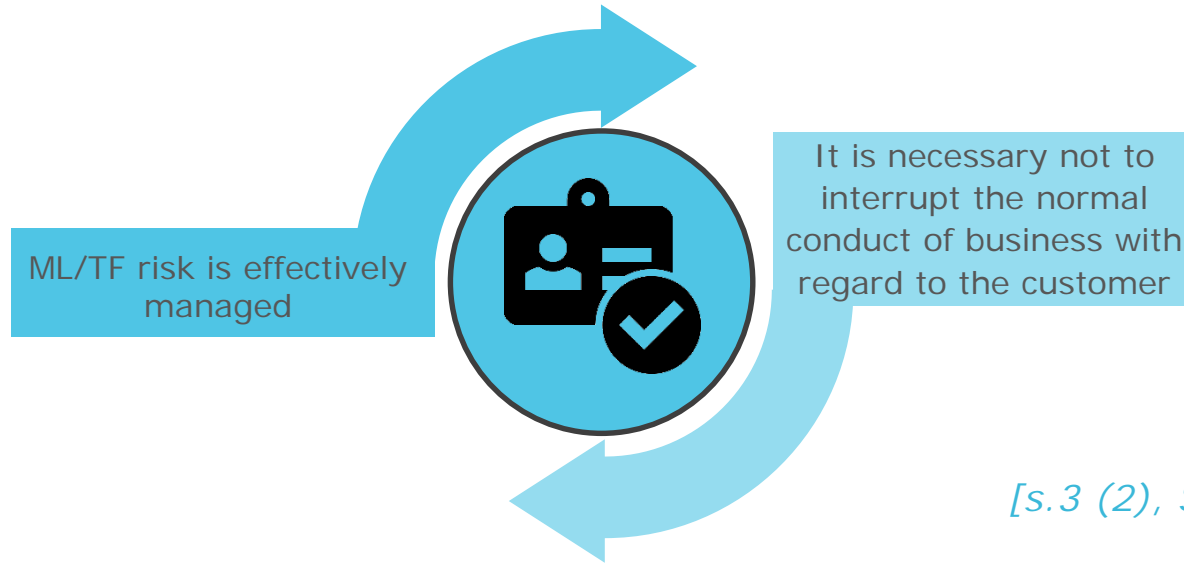 ML/TF risk is effectively
managed
It is necessary not to
interrupt the normal
conduct of business with
regard to the customer
[s.3 (2),